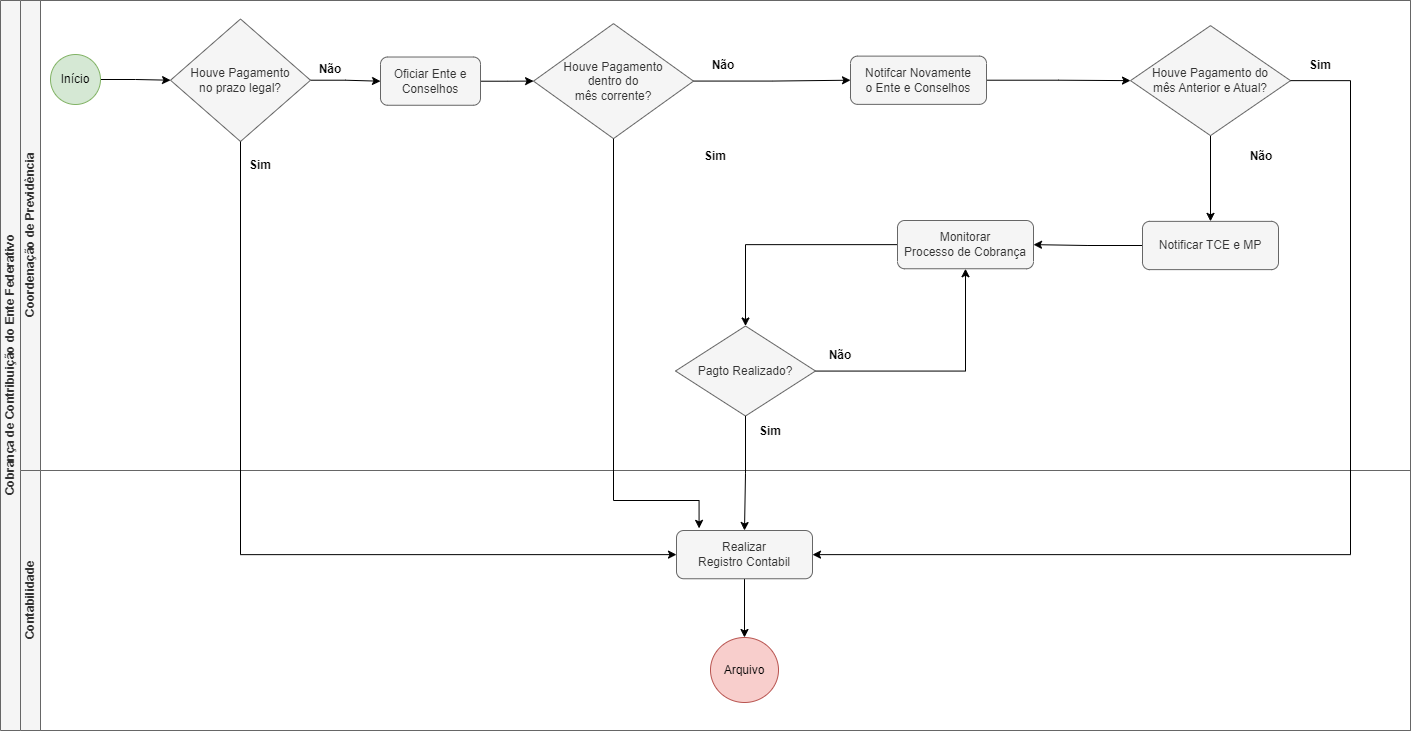 Cobrança de Contribuição do Ente Federativo
Coordenação de Previdência
Início
Houve Pagamento
no prazo legal?
Não
Sim
Oficiar Ente e
Conselhos
Houve Pagamento
dentro do
mês corrente?
Não
Sim
Notifcar Novamente
o Ente e Conselhos
Houve Pagamento do
mês Anterior e Atual?
Sim
Não
Notificar TCE e MP
Monitorar
Processo de Cobrança
Pagto Realizado?
Não
Sim
Contabilidade
Realizar
Registro Contabil
Arquivo